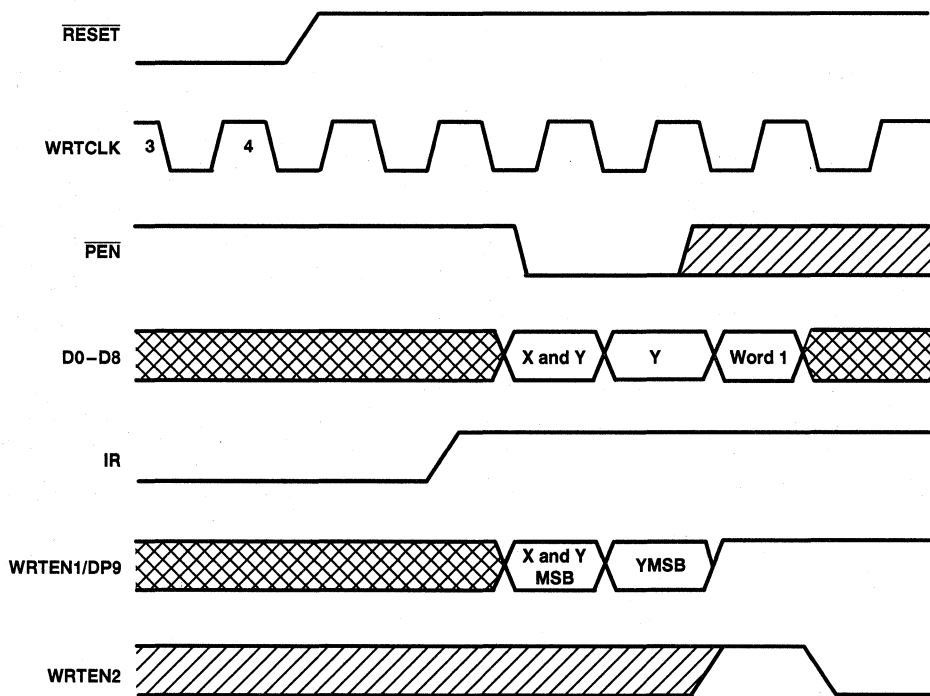 RESET
WRTCLK
3
4
PEN
D0–D8
X and Y
Y
Word 1
IR
WRTEN1/DP9
X and Y
MSB
YMSB
WRTEN2